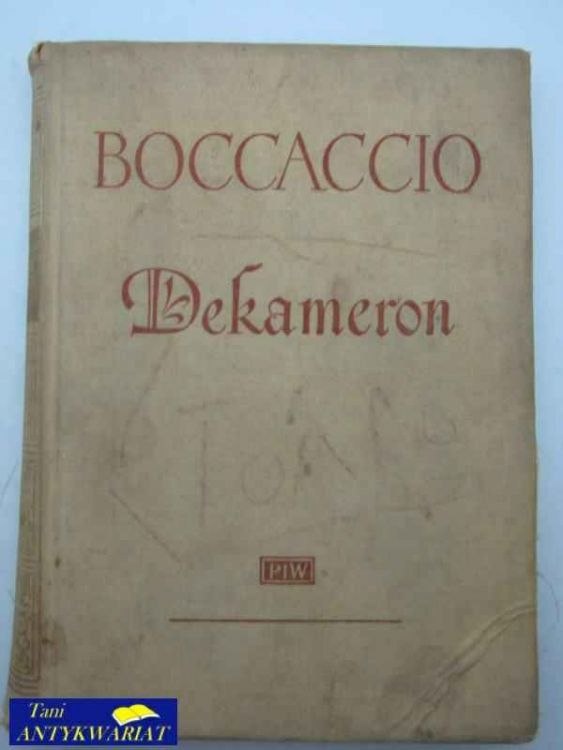 BOCCACCIO
Dekameron
PIW
Tani
ANTYKWARIAT